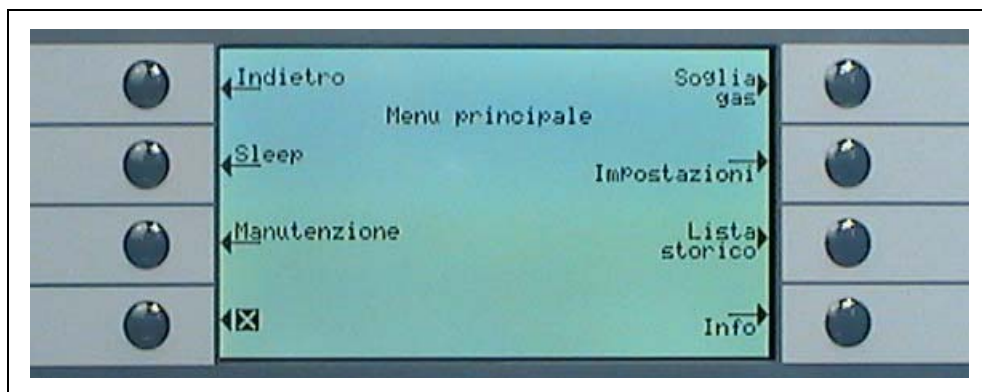 Indietro
Soglia
gas
Menu principale
Sleep
Impostazioni
Manutenzione
Lista
storico
Info